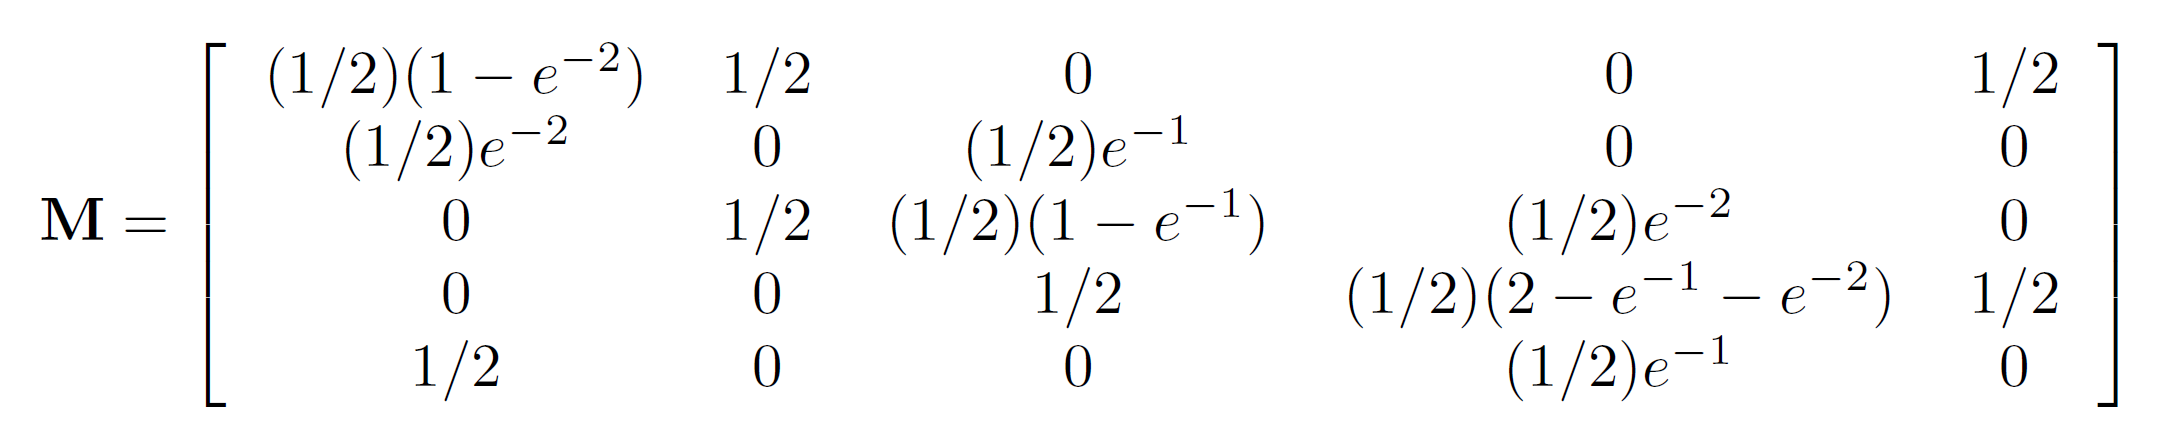 (1/2)(1 − e⁻²) 1/2 0 0 1/2
(1/2)e⁻² 0 (1/2)e⁻¹ 0 0
M = 0 1/2 (1/2)(1 − e⁻¹) (1/2)e⁻² 0
0 0 1/2 (1/2)(2 − e⁻¹ − e⁻²) 1/2
1/2 0 0 (1/2)e⁻¹ 0